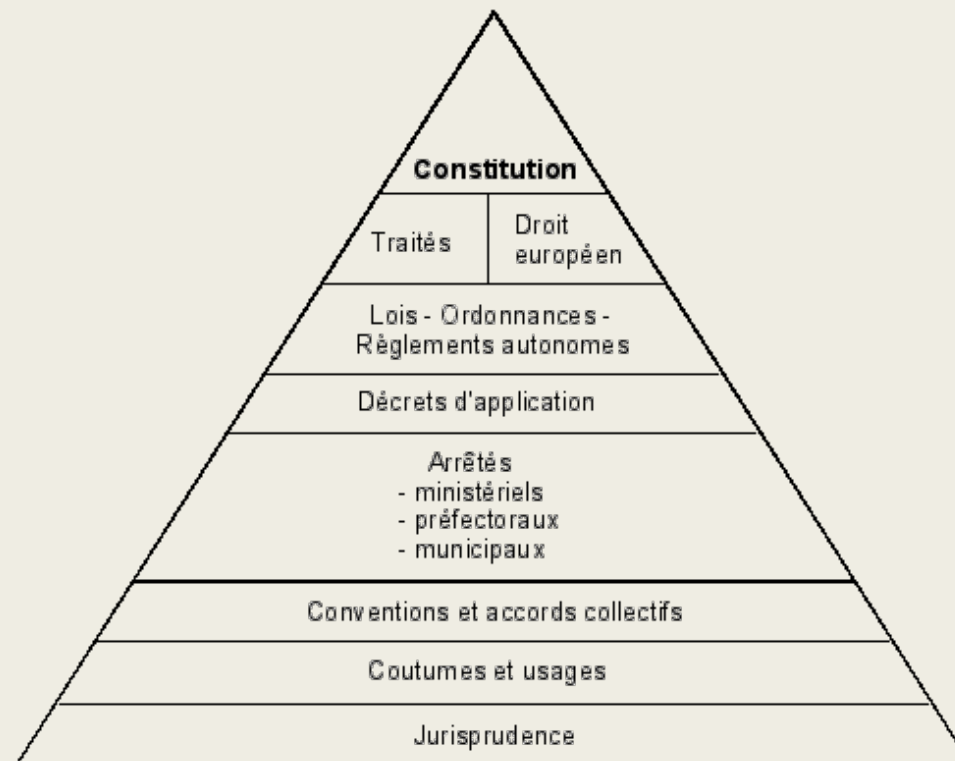 Constitution
Traités
Droit
européen
Lois - Ordonnances -
Règlements autonomes
Décrets d'application
Arrêtés
- ministériels
- préfectoraux
- municipaux
Conventions et accords collectifs
Coutumes et usages
Jurisprudence